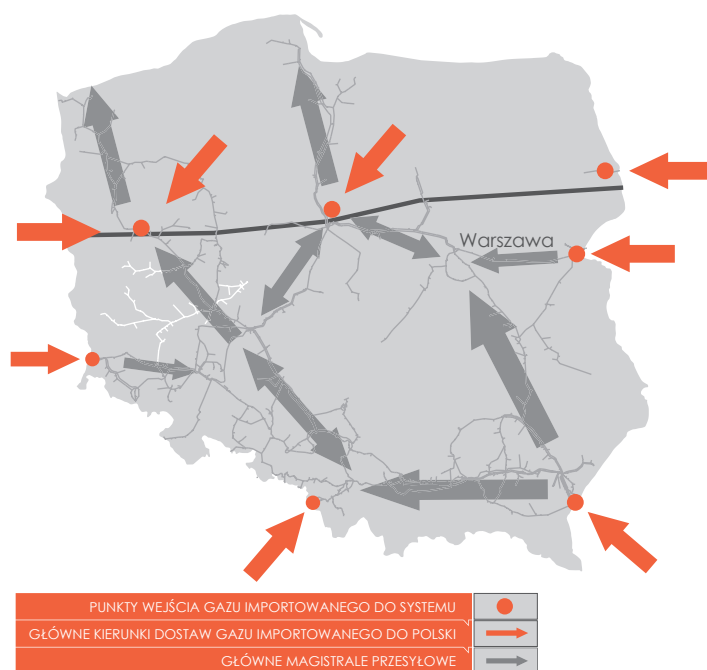 Warszawa
PUNKTY WEJŚCIA GAZU IMPORTOWANEGO DO SYSTEMU
GŁÓWNE KIERUNKI DOSTAW GAZU IMPORTOWANEGO DO POLSKI
GŁÓWNE MAGISTRALE PRZESYŁOWE